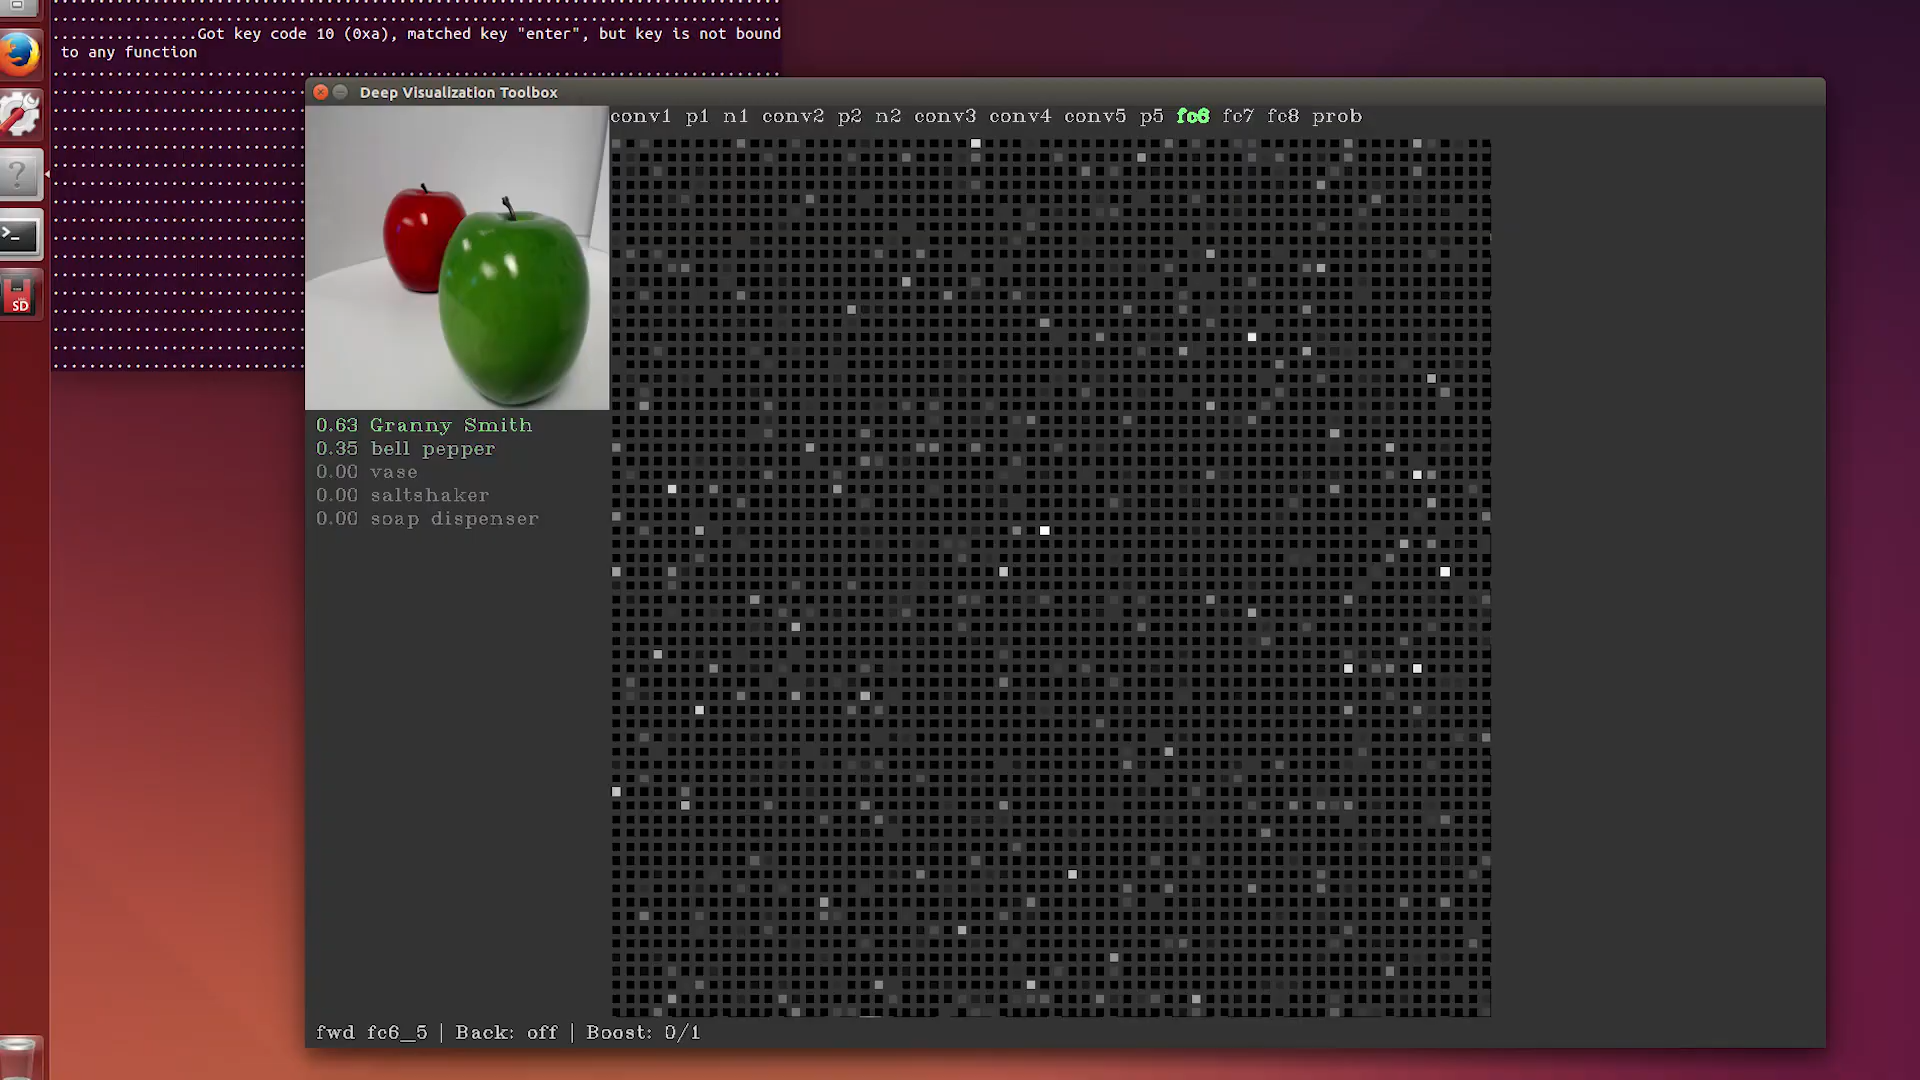 Got key code 10 (0xa), matched key "enter", but key is not bound
to any function
Deep Visualization Toolbox
conv1 p1 n1 conv2 p2 n2 conv3 conv4 conv5 p5 fc6 fc7 fc8 prob
0.63 Granny Smith
0.35 bell pepper
0.00 vase
0.00 saltshaker
0.00 soap dispenser
fwd fc6_5 | Back: off | Boost: 0/1
SD